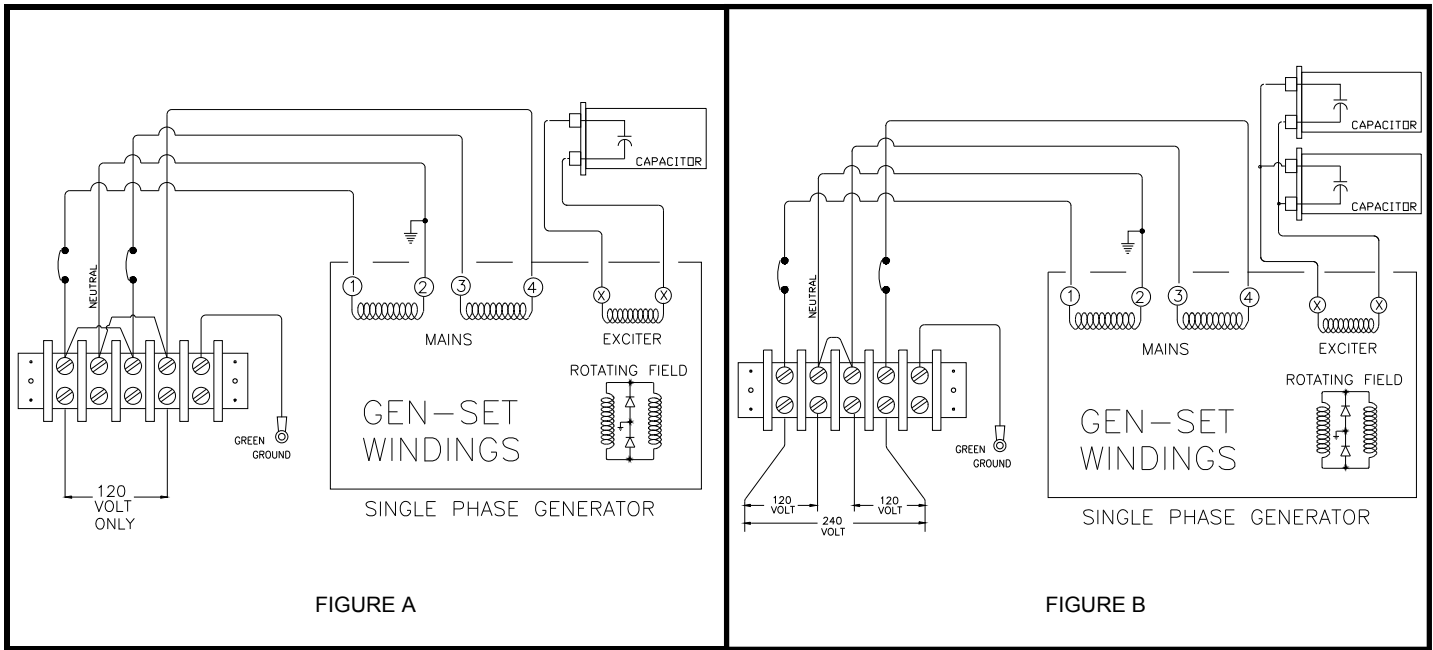 CAPACITOR
NEUTRAL
1
2
3
4
X
X
MAINS
EXCITER
ROTATING FIELD
GEN-SET
WINDINGS
GREEN
GROUND
120
VOLT
ONLY
SINGLE PHASE GENERATOR
FIGURE A
CAPACITOR
CAPACITOR
NEUTRAL
1
2
3
4
X
X
MAINS
EXCITER
ROTATING FIELD
GEN-SET
WINDINGS
GREEN
GROUND
120
VOLT
120
VOLT
240
VOLT
SINGLE PHASE GENERATOR
FIGURE B